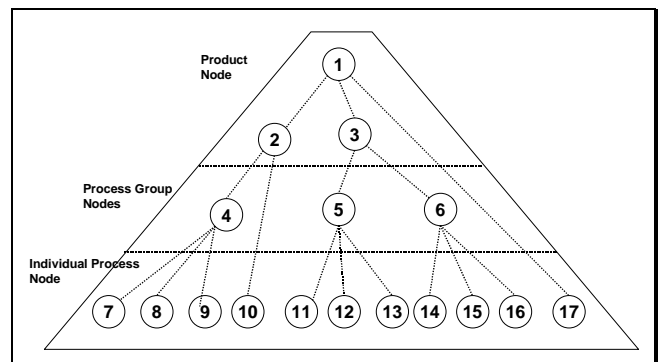 Product
Node
1
2 3
Process Group
Nodes
4 5 6
Individual Process
Node
7 8 9 10 11 12 13 14 15 16 17